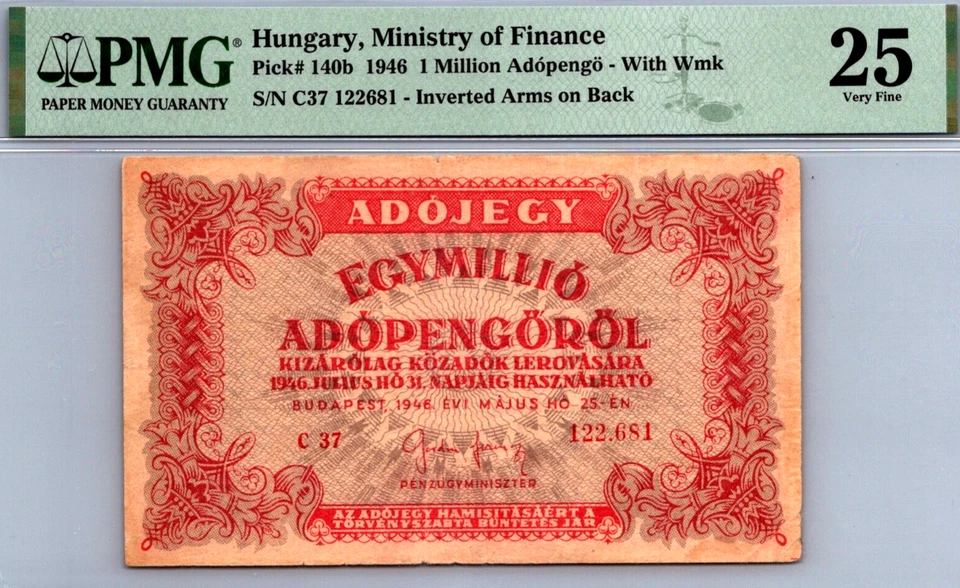 PMG®
PAPER MONEY GUARANTY
Hungary, Ministry of Finance
Pick# 140b 1946 1 Million Adópengö - With Wmk
S/N C37 122681 - Inverted Arms on Back
25
Very Fine
ADÓJEGY
EGYMILLIÓ
ADÓPENGŐRŐL
KIZÁRÓLAG KÖZADÓK LEROVÁSÁRA
1946. JULIUS HÓ 31. NAPJÁIG HASZNÁLHATÓ
BUDAPEST, 1946. ÉVI MÁJUS HÓ 25-ÉN
C 37
122.681
PÉNZÜGYMINISZTER
AZ ADÓJEGY HAMISITÁSÁÉRT A
TÖRVÉNYSZABTA BÜNTETÉS JÁR